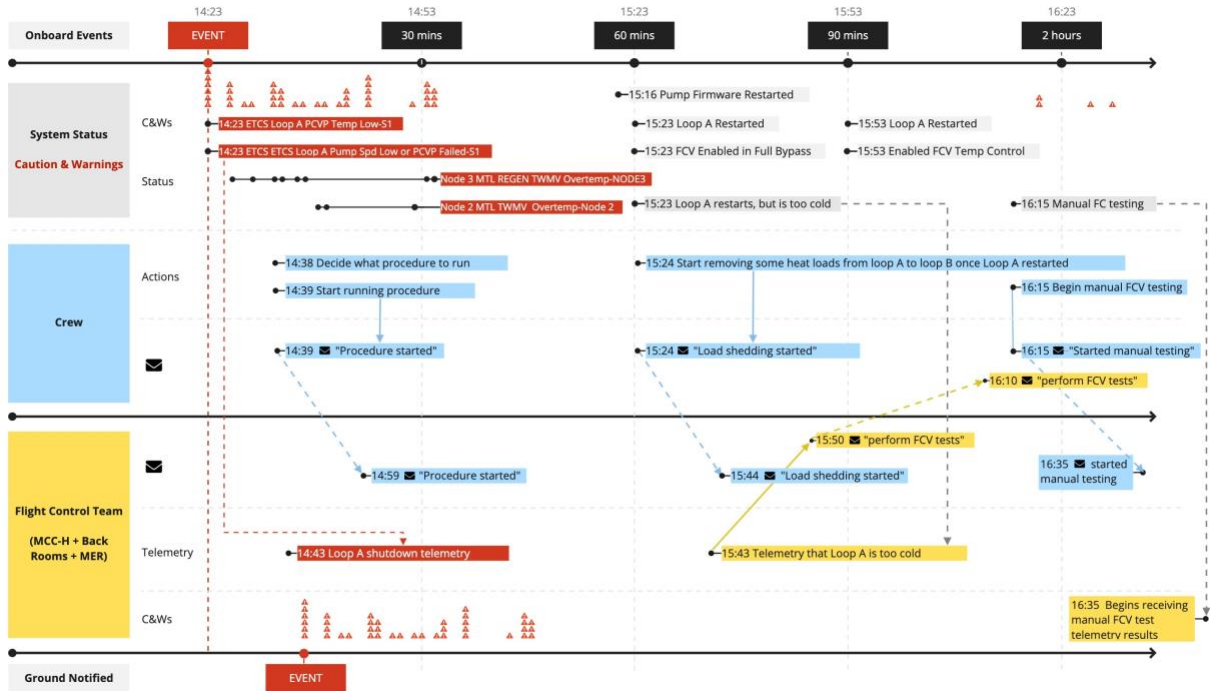 14:23
14:53
15:23
15:53
16:23
Onboard Events
EVENT
30 mins
60 mins
90 mins
2 hours
System Status
Caution & Warnings
C&Ws
15:16 Pump Firmware Restarted
14:23 ETCS Loop A PCVP Temp Low-S1
15:23 Loop A Restarted
15:53 Loop A Restarted
14:23 ETCS ETCS Loop A Pump Spd Low or PCVP Failed-S1
15:23 FCV Enabled in Full Bypass
15:53 Enabled FCV Temp Control
Status
Node 3 MTL REGEN TWMV Overtemp-NODE3
Node 2 MTL TWMV Overtemp-Node 2
15:23 Loop A restarts, but is too cold
16:15 Manual FC testing
Crew
Actions
14:38 Decide what procedure to run
15:24 Start removing some heat loads from loop A to loop B once Loop A restarted
14:39 Start running procedure
16:15 Begin manual FCV testing
14:39 "Procedure started"
15:24 "Load shedding started"
16:15 "Started manual testing"
16:10 "perform FCV tests"
Flight Control Team
(MCC-H + Back
Rooms + MER)
15:50 "perform FCV tests"
14:59 "Procedure started"
15:44 "Load shedding started"
16:35 started
manual testing
Telemetry
14:43 Loop A shutdown telemetry
15:43 Telemetry that Loop A is too cold
C&Ws
16:35 Begins receiving
manual FCV test
telemetry results
Ground Notified
EVENT